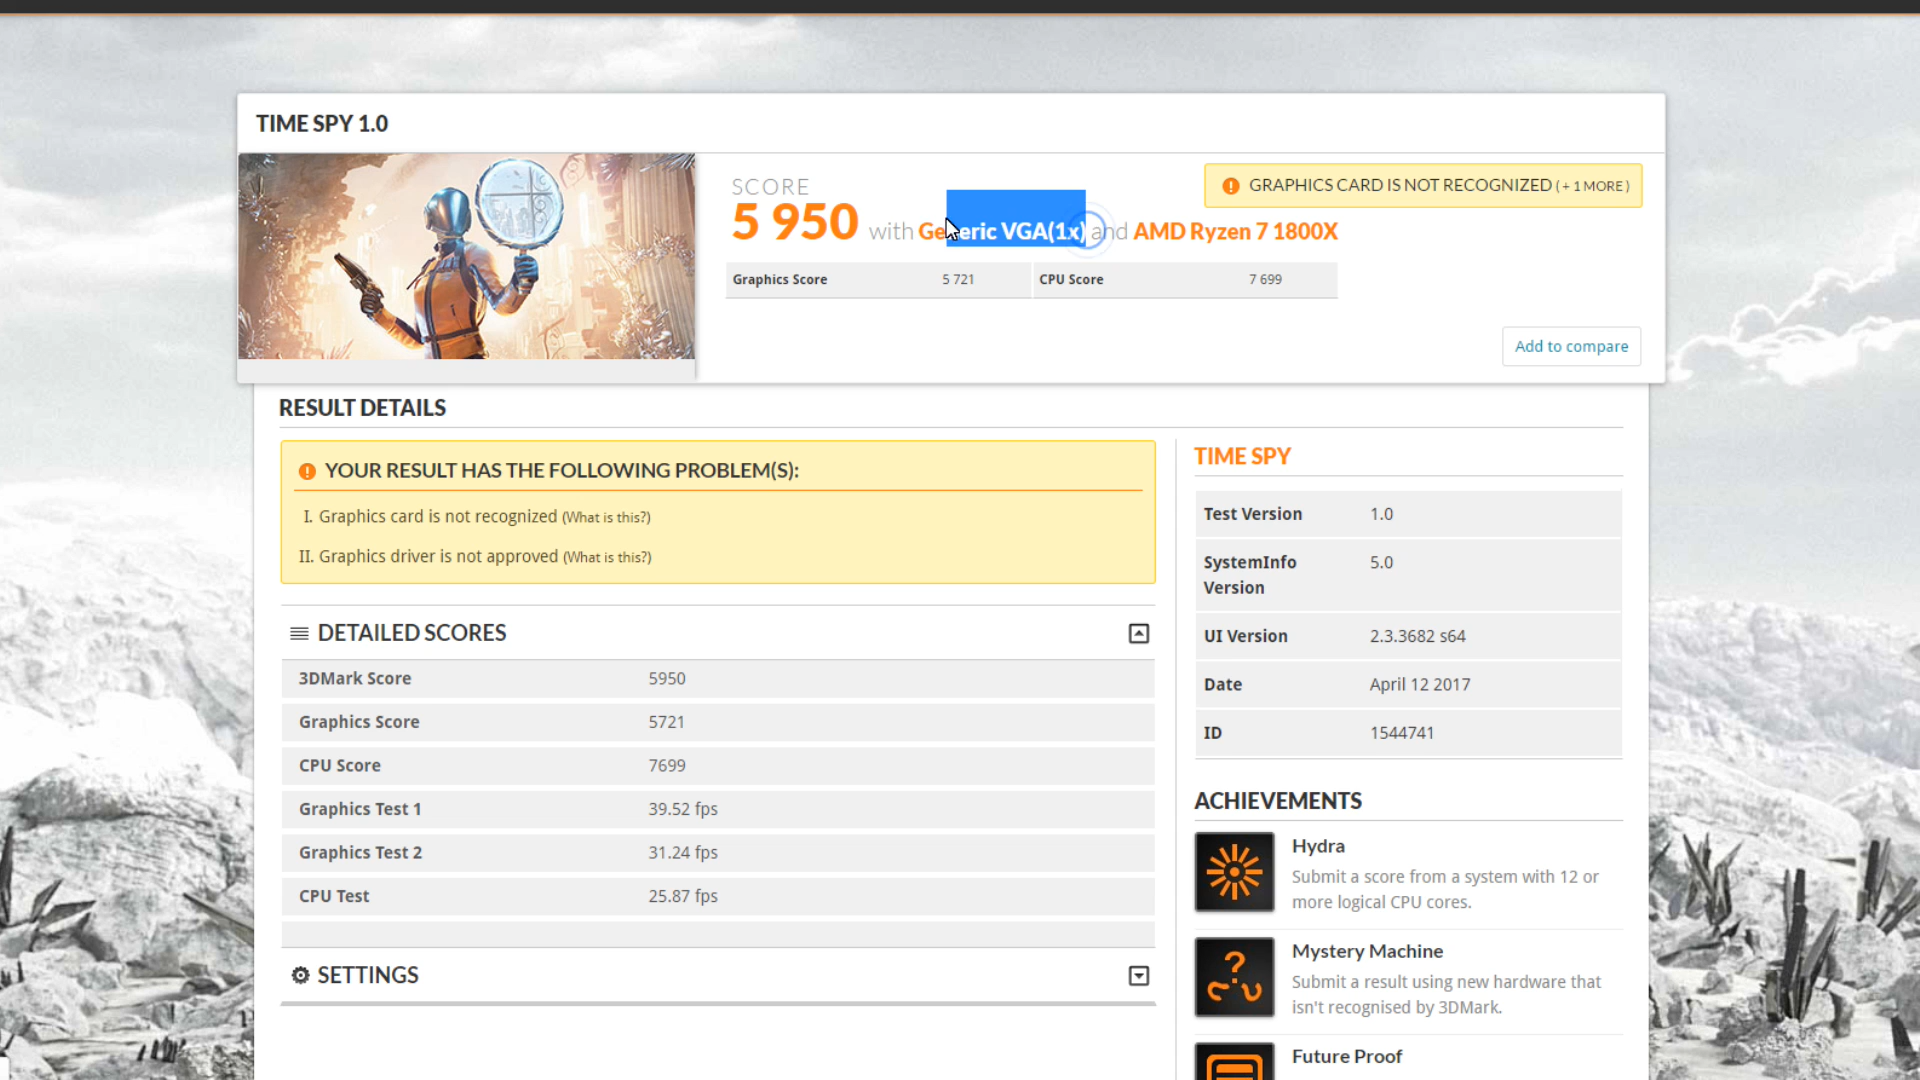 TIME SPY 1.0
SCORE
5 950 with Generic VGA(1x) and AMD Ryzen 7 1800X
GRAPHICS CARD IS NOT RECOGNIZED ( + 1 MORE )
Graphics Score 5 721 CPU Score 7 699
Add to compare
RESULT DETAILS
YOUR RESULT HAS THE FOLLOWING PROBLEM(S):
I. Graphics card is not recognized (What is this?)
II. Graphics driver is not approved (What is this?)
DETAILED SCORES
3DMark Score 5950
Graphics Score 5721
CPU Score 7699
Graphics Test 1 39.52 fps
Graphics Test 2 31.24 fps
CPU Test 25.87 fps
SETTINGS
TIME SPY
Test Version 1.0
SystemInfo Version 5.0
UI Version 2.3.3682 s64
Date April 12 2017
ID 1544741
ACHIEVEMENTS
Hydra
Submit a score from a system with 12 or
more logical CPU cores.
Mystery Machine
Submit a result using new hardware that
isn't recognised by 3DMark.
Future Proof